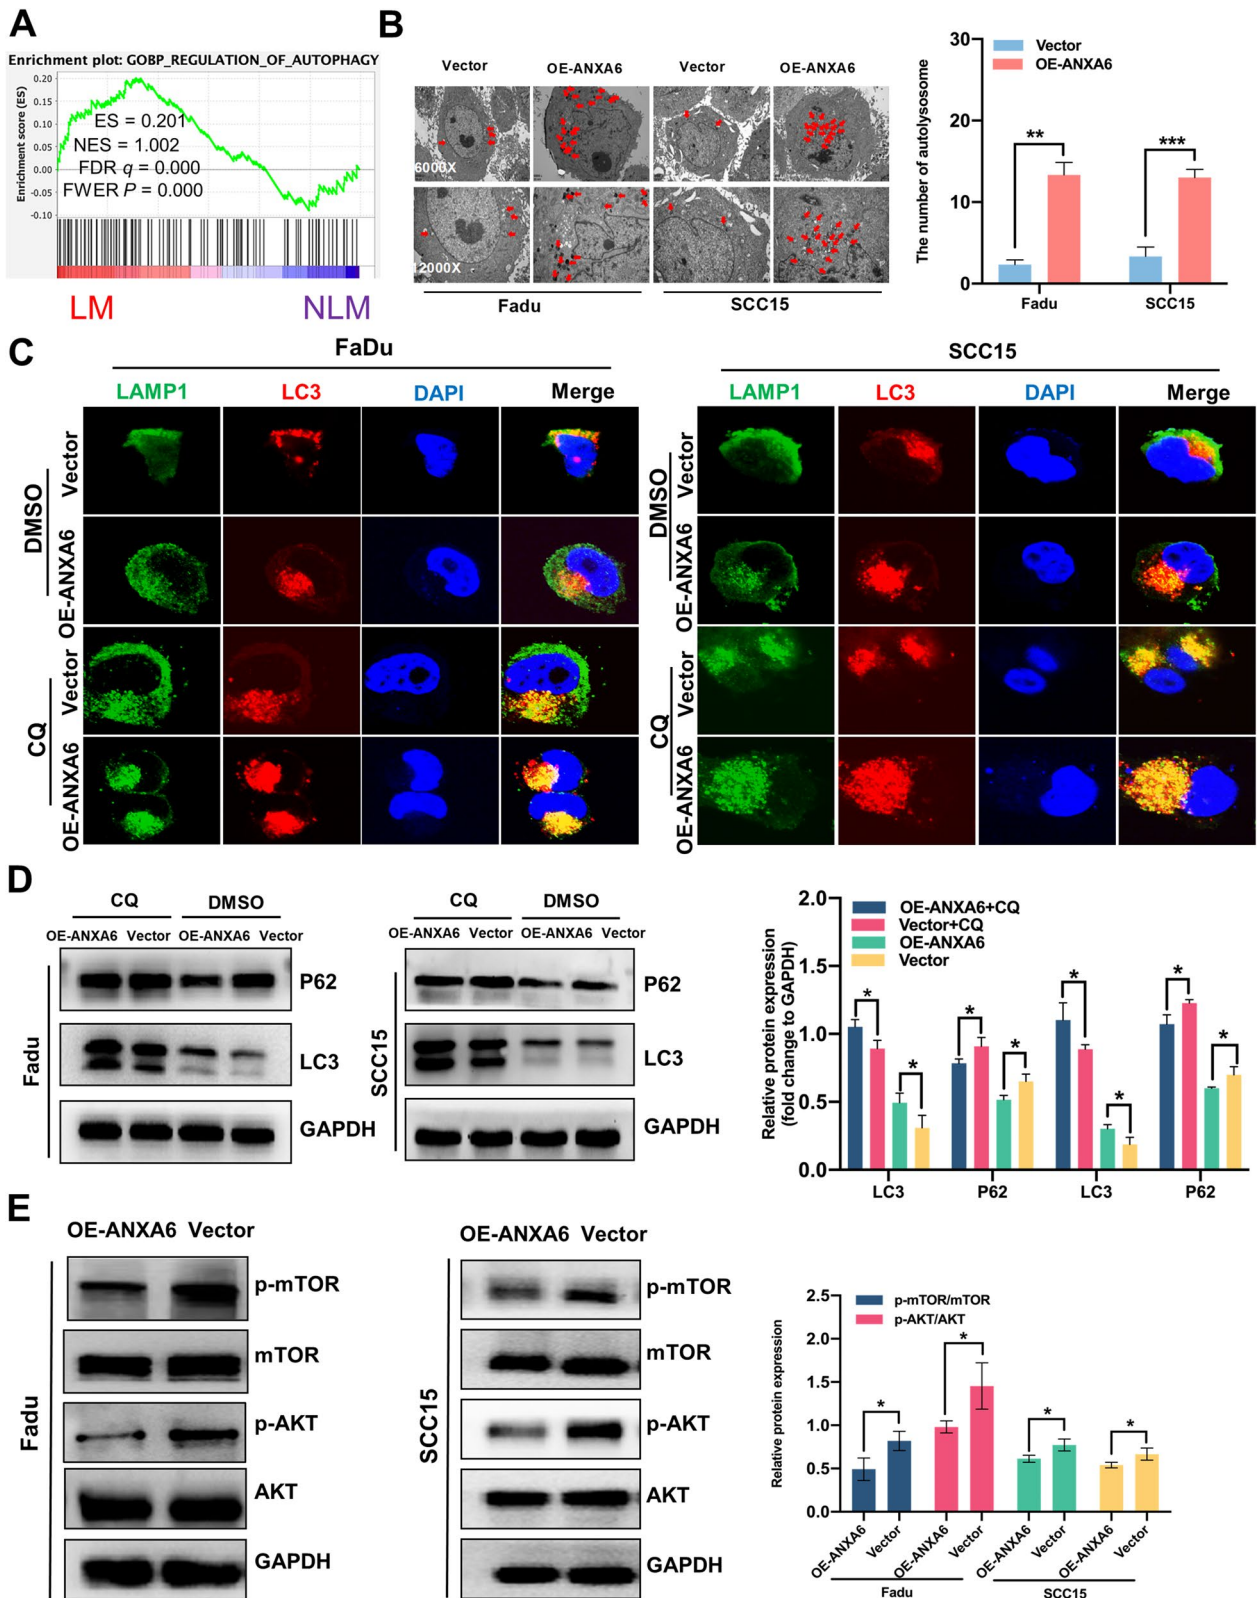 A
Enrichment plot: GOBP_REGULATION_OF_AUTOPHAGY
Enrichment score (ES)
0.20
0.15
0.10
0.05
0.00
-0.05
-0.10
ES = 0.201
NES = 1.002
FDR q = 0.000
FWER P = 0.000
LM
NLM
B
Vector OE-ANXA6 Vector OE-ANXA6
6000X
12000X
Fadu SCC15
The number of autolysosome
30
20
10
0
Vector
OE-ANXA6
**
***
Fadu SCC15
C
FaDu
LAMP1 LC3 DAPI Merge
DMSO
Vector
OE-ANXA6
CQ
Vector
OE-ANXA6
SCC15
LAMP1 LC3 DAPI Merge
DMSO
Vector
OE-ANXA6
CQ
Vector
OE-ANXA6
D
CQ DMSO
OE-ANXA6 Vector OE-ANXA6 Vector
Fadu
P62
LC3
GAPDH
CQ DMSO
OE-ANXA6 Vector OE-ANXA6 Vector
SCC15
P62
LC3
GAPDH
Relative protein expression
(fold change to GAPDH)
2.0
1.5
1.0
0.5
0.0
OE-ANXA6+CQ
Vector+CQ
OE-ANXA6
Vector
* * * * * * * *
LC3 P62 LC3 P62
E
OE-ANXA6 Vector
Fadu
p-mTOR
mTOR
p-AKT
AKT
GAPDH
OE-ANXA6 Vector
SCC15
p-mTOR
mTOR
p-AKT
AKT
GAPDH
Relative protein expression
2.5
2.0
1.5
1.0
0.5
0.0
p-mTOR/mTOR
p-AKT/AKT
* * * *
OE-ANXA6 Vector OE-ANXA6 Vector OE-ANXA6 Vector OE-ANXA6 Vector
Fadu SCC15